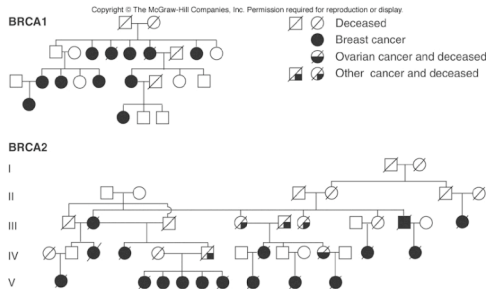 Copyright © The McGraw-Hill Companies, Inc. Permission required for reproduction or display.
BRCA1
Deceased
Breast cancer
Ovarian cancer and deceased
Other cancer and deceased
BRCA2
I
II
III
IV
V